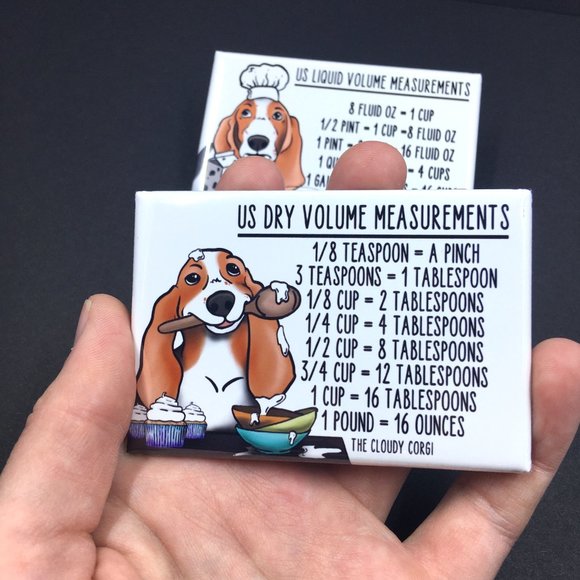 US LIQUID VOLUME MEASUREMENTS
8 FLUID OZ = 1 CUP
1/2 PINT = 1 CUP =8 FLUID OZ
1 PINT = 16 FLUID OZ
1 = 4 CUPS
1
US DRY VOLUME MEASUREMENTS
1/8 TEASPOON = A PINCH
3 TEASPOONS = 1 TABLESPOON
1/8 CUP = 2 TABLESPOONS
1/4 CUP = 4 TABLESPOONS
1/2 CUP = 8 TABLESPOONS
3/4 CUP = 12 TABLESPOONS
1 CUP = 16 TABLESPOONS
1 POUND = 16 OUNCES
THE CLOUDY CORGI